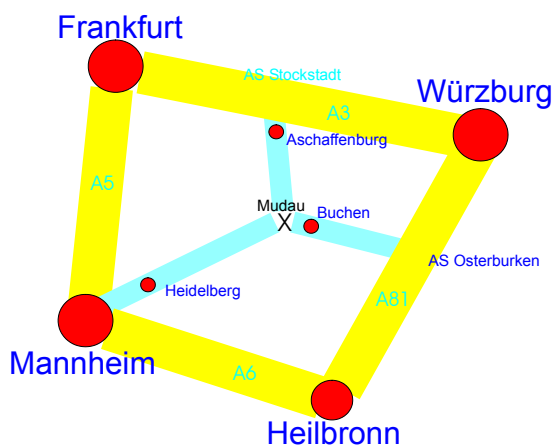 Frankfurt
AS Stockstadt
Würzburg
A3
Aschaffenburg
A5
Mudau
X
Buchen
AS Osterburken
Heidelberg
A81
Mannheim
A6
Heilbronn